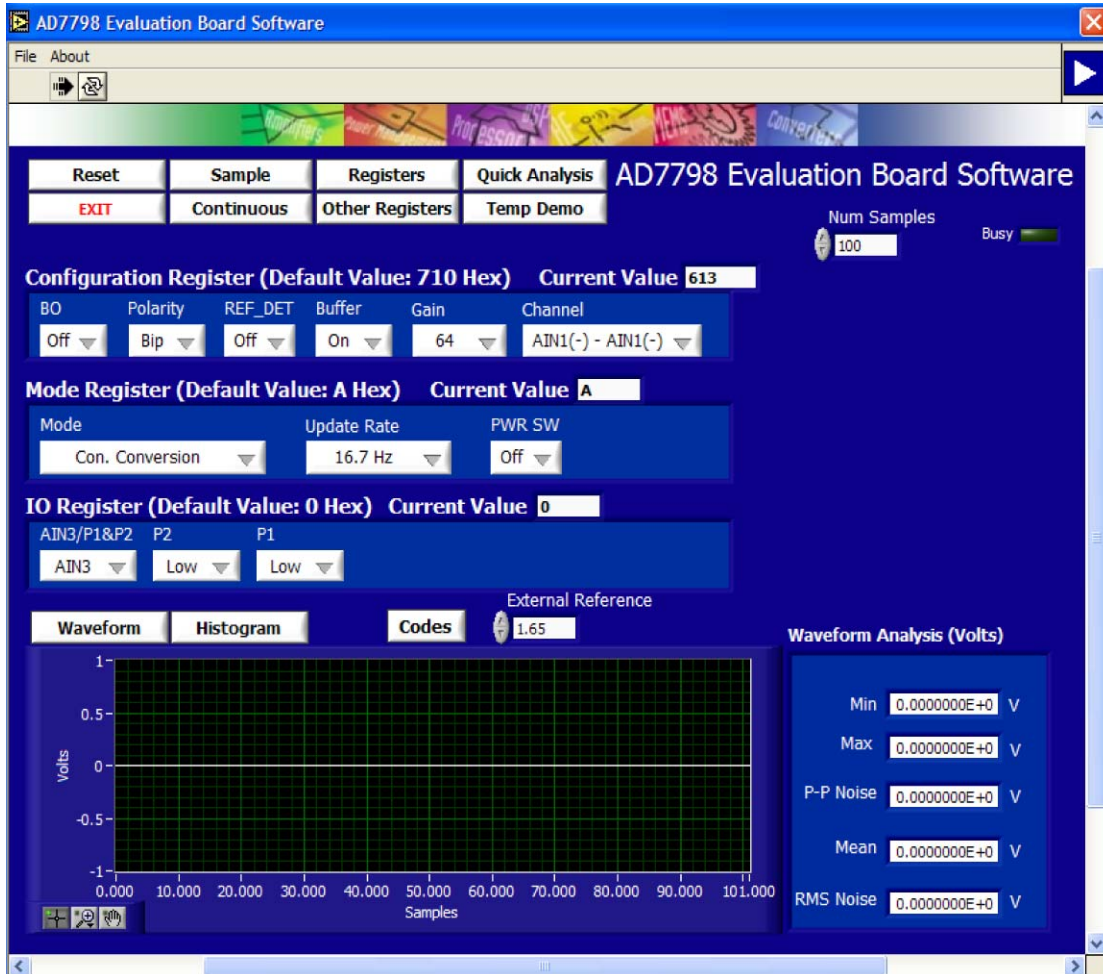 AD7798 Evaluation Board Software
File About
Amplifiers Power Management Processors DSP MEMS Converters
Reset Sample Registers Quick Analysis AD7798 Evaluation Board Software
EXIT Continuous Other Registers Temp Demo
Num Samples
100
Busy
Configuration Register (Default Value: 710 Hex) Current Value 613
BO Polarity REF_DET Buffer Gain Channel
Off Bip Off On 64 AIN1(-) - AIN1(-)
Mode Register (Default Value: A Hex) Current Value A
Mode Update Rate PWR SW
Con. Conversion 16.7 Hz Off
IO Register (Default Value: 0 Hex) Current Value 0
AIN3/P1&P2 P2 P1
AIN3 Low Low
External Reference
Waveform Histogram Codes 1.65
Waveform Analysis (Volts)
1
0.5
0
-0.5
-1
Volts
0.000 10.000 20.000 30.000 40.000 50.000 60.000 70.000 80.000 90.000 101.000
Samples
Min 0.0000000E+0 V
Max 0.0000000E+0 V
P-P Noise 0.0000000E+0 V
Mean 0.0000000E+0 V
RMS Noise 0.0000000E+0 V